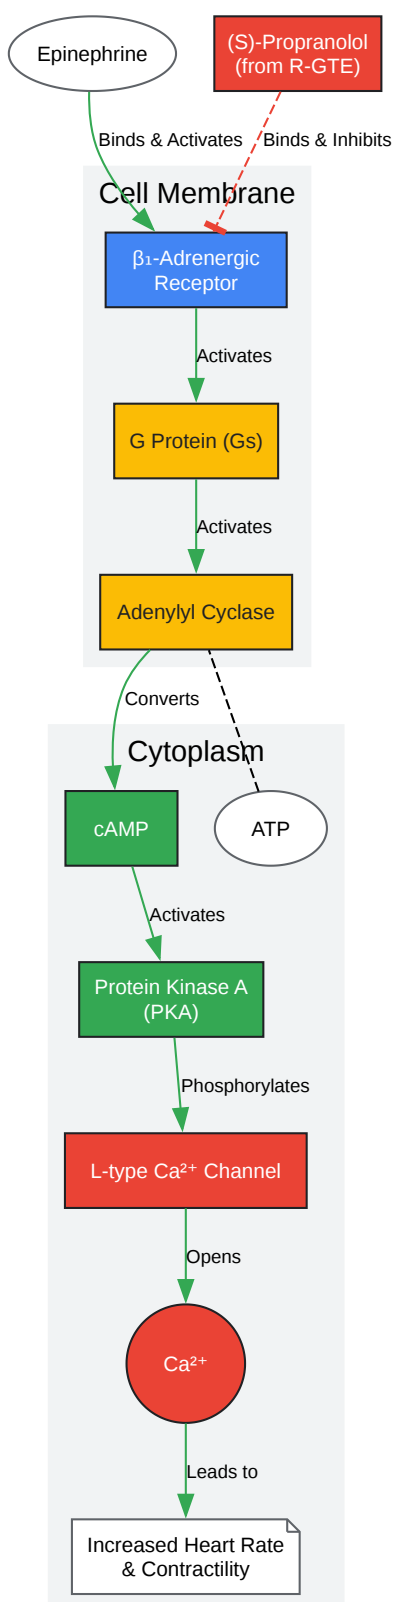 Epinephrine
(S)-Propranolol
(from R-GTE)
Binds & Activates
Binds & Inhibits
Cell Membrane
β₁-Adrenergic
Receptor
Activates
G Protein (Gs)
Activates
Adenylyl Cyclase
Converts
Cytoplasm
cAMP
ATP
Activates
Protein Kinase A
(PKA)
Phosphorylates
L-type Ca²⁺ Channel
Opens
Ca²⁺
Leads to
Increased Heart Rate
& Contractility